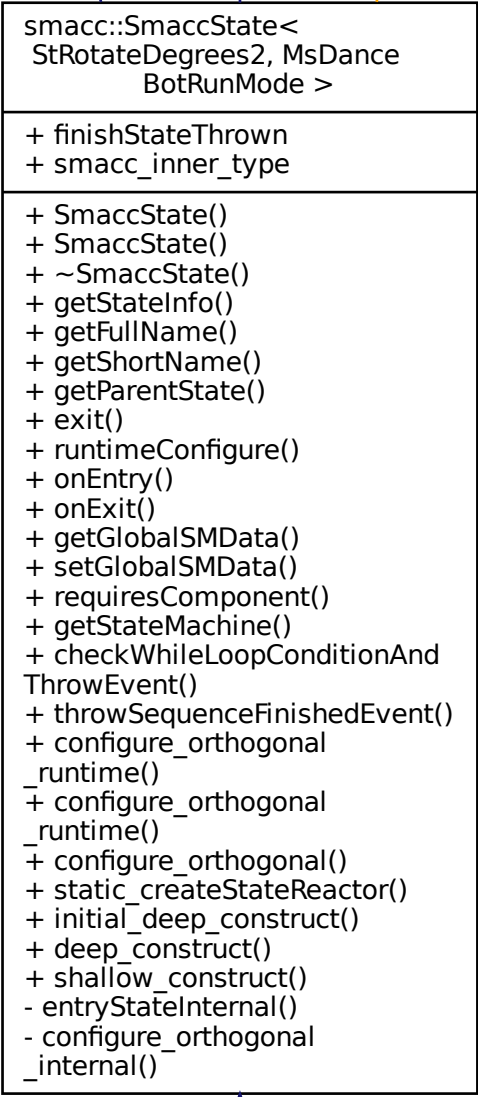 smacc::SmaccState<
StRotateDegrees2, MsDance
BotRunMode >
+ finishStateThrown
+ smacc_inner_type
+ SmaccState()
+ SmaccState()
+ ~SmaccState()
+ getStateInfo()
+ getFullName()
+ getShortName()
+ getParentState()
+ exit()
+ runtimeConfigure()
+ onEntry()
+ onExit()
+ getGlobalSMData()
+ setGlobalSMData()
+ requiresComponent()
+ getStateMachine()
+ checkWhileLoopConditionAnd
ThrowEvent()
+ throwSequenceFinishedEvent()
+ configure_orthogonal
_runtime()
+ configure_orthogonal
_runtime()
+ configure_orthogonal()
+ static_createStateReactor()
+ initial_deep_construct()
+ deep_construct()
+ shallow_construct()
- entryStateInternal()
- configure_orthogonal
_internal()